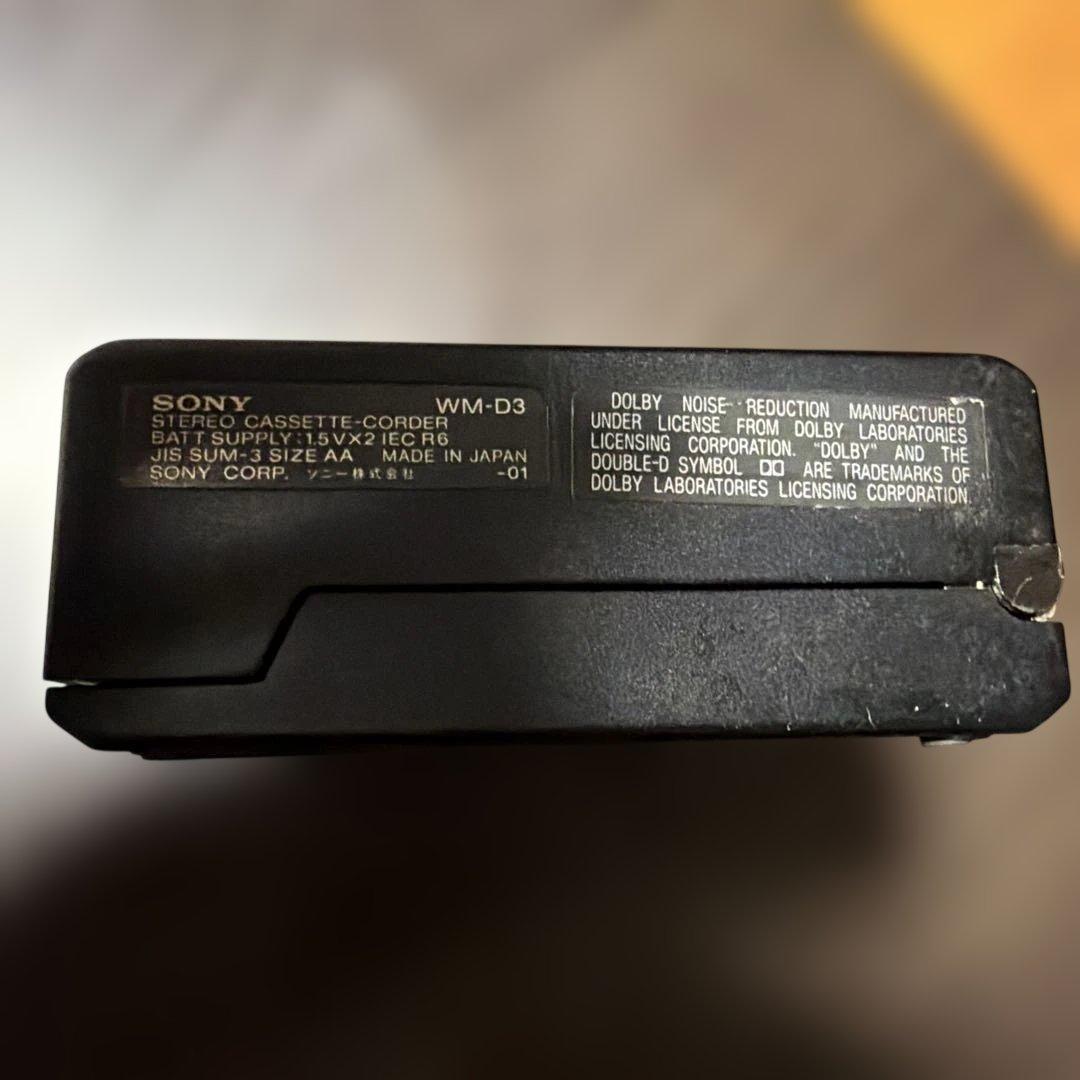 SONY WM-D3
STEREO CASSETTE-CORDER
BATT SUPPLY: 1.5V×2 IEC R6
JIS SUM-3 SIZE AA MADE IN JAPAN
SONY CORP. ソニー株式会社 -01
DOLBY NOISE REDUCTION MANUFACTURED
UNDER LICENSE FROM DOLBY LABORATORIES
LICENSING CORPORATION. "DOLBY" AND THE
DOUBLE-D SYMBOL ARE TRADEMARKS OF
DOLBY LABORATORIES LICENSING CORPORATION.